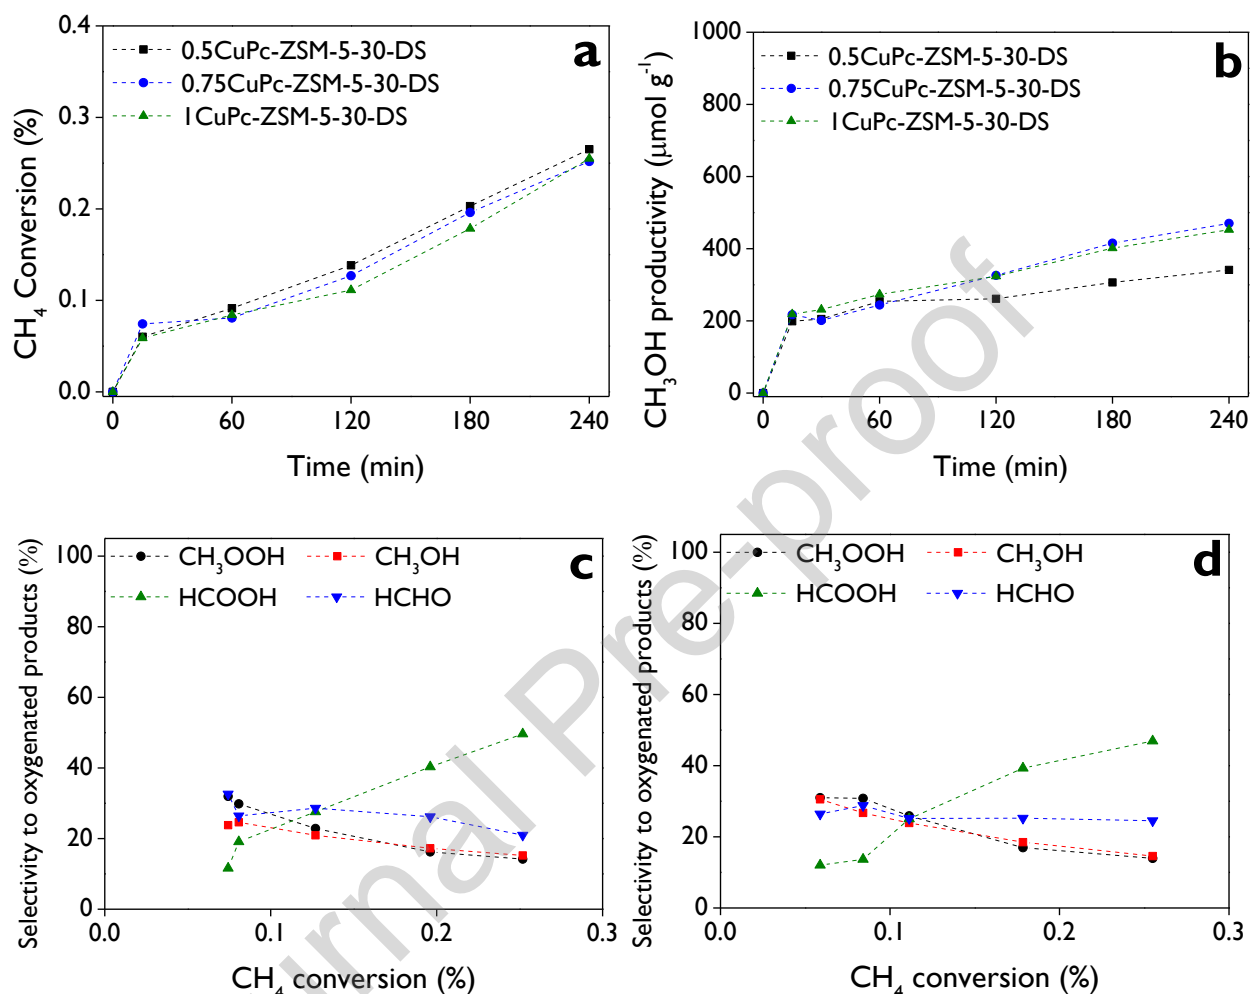 a
0.5CuPc-ZSM-5-30-DS
0.75CuPc-ZSM-5-30-DS
1CuPc-ZSM-5-30-DS
CH4 Conversion (%)
0.4
0.3
0.2
0.1
0.0
0 60 120 180 240
Time (min)
b
0.5CuPc-ZSM-5-30-DS
0.75CuPc-ZSM-5-30-DS
1CuPc-ZSM-5-30-DS
CH3OH productivity (μmol g-1)
1000
800
600
400
200
0
0 60 120 180 240
Time (min)
c
CH3OOH CH3OH
HCOOH HCHO
Selectivity to oxygenated products (%)
100
80
60
40
20
0
0.0 0.1 0.2 0.3
CH4 conversion (%)
d
CH3OOH CH3OH
HCOOH HCHO
Selectivity to oxygenated products (%)
100
80
60
40
20
0
0.0 0.1 0.2 0.3
CH4 conversion (%)
urnal Pre-proof